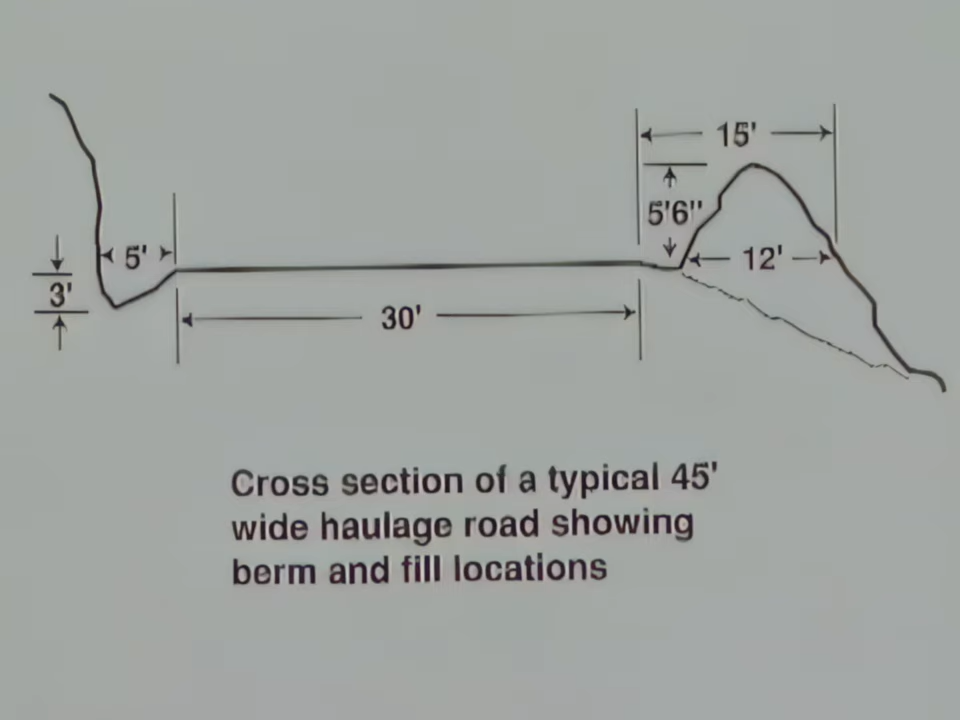 15'
5'6"
5'
12'
3'
30'
Cross section of a typical 45'
wide haulage road showing
berm and fill locations